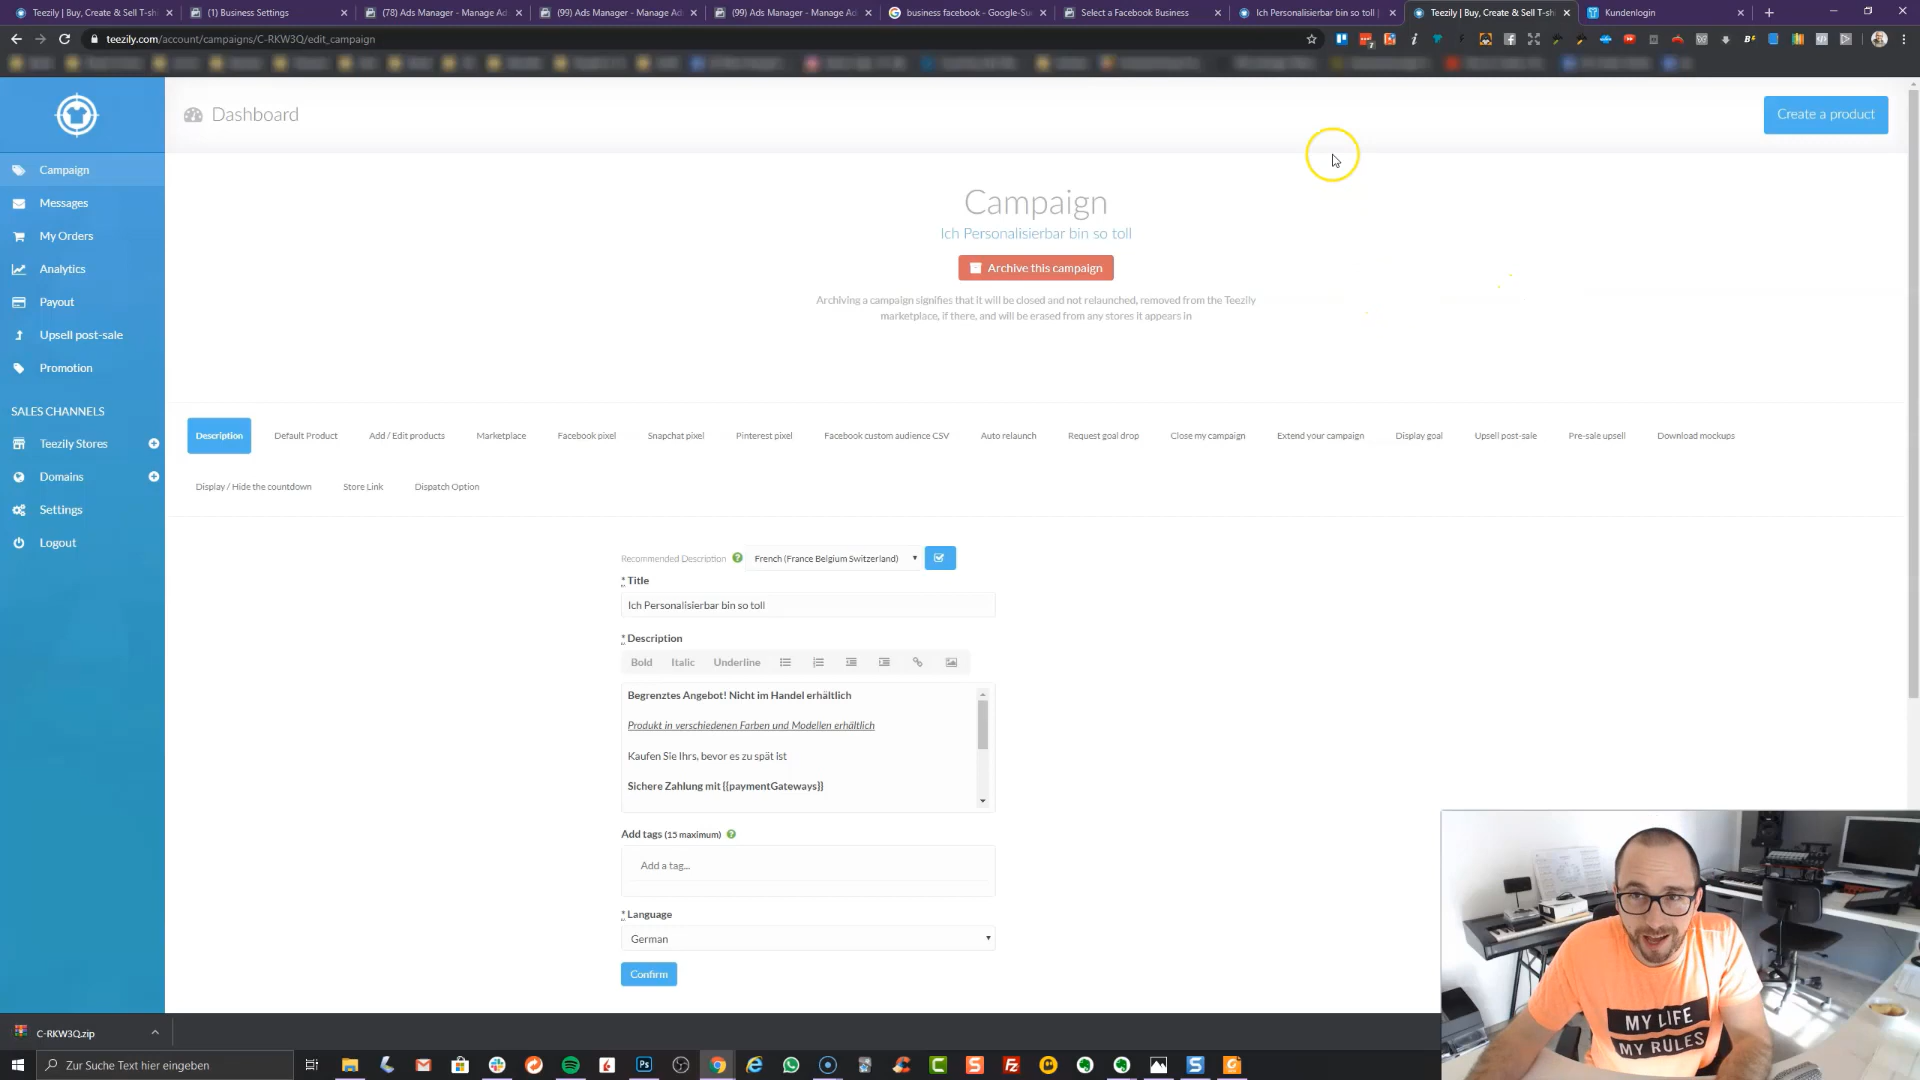 Teezily | Buy, Create & Sell T-sh
(1) Business Settings
(78) Ads Manager - Manage Ad
(99) Ads Manager - Manage Ad
(99) Ads Manager - Manage Ad
business facebook - Google-Su
Select a Facebook Business
Ich Personalisierbar bin so toll |
Teezily | Buy, Create & Sell T-sh
Kundenlogin
teezily.com/account/campaigns/C-RKW3Q/edit_campaign
Dashboard
Create a product
Campaign
Messages
My Orders
Analytics
Payout
Upsell post-sale
Promotion
SALES CHANNELS
Teezily Stores
Domains
Settings
Logout
Campaign
Ich Personalisierbar bin so toll
Archive this campaign
Archiving a campaign signifies that it will be closed and not relaunched, removed from the Teezily
marketplace, if there, and will be erased from any stores it appears in
Description
Default Product
Add / Edit products
Marketplace
Facebook pixel
Snapchat pixel
Pinterest pixel
Facebook custom audience CSV
Auto relaunch
Request goal drop
Close my campaign
Extend your campaign
Display goal
Upsell post-sale
Pre-sale upsell
Download mockups
Display / Hide the countdown
Store Link
Dispatch Option
Recommended Description
French (France Belgium Switzerland)
* Title
Ich Personalisierbar bin so toll
* Description
Bold Italic Underline
Begrenztes Angebot! Nicht im Handel erhältlich
Produkt in verschiedenen Farben und Modellen erhältlich
Kaufen Sie Ihrs, bevor es zu spät ist
Sichere Zahlung mit {{paymentGateways}}
Add tags (15 maximum)
Add a tag...
* Language
German
Confirm
MY LIFE
MY RULES
C-RKW3Q.zip
Zur Suche Text hier eingeben